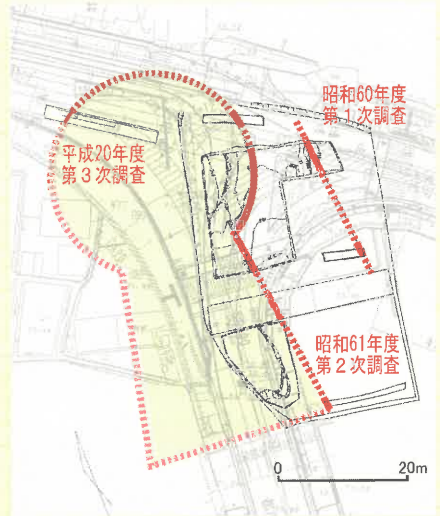 昭和60年度
第1次調査
平成20年度
第3次調査
昭和61年度
第2次調査
0 20m